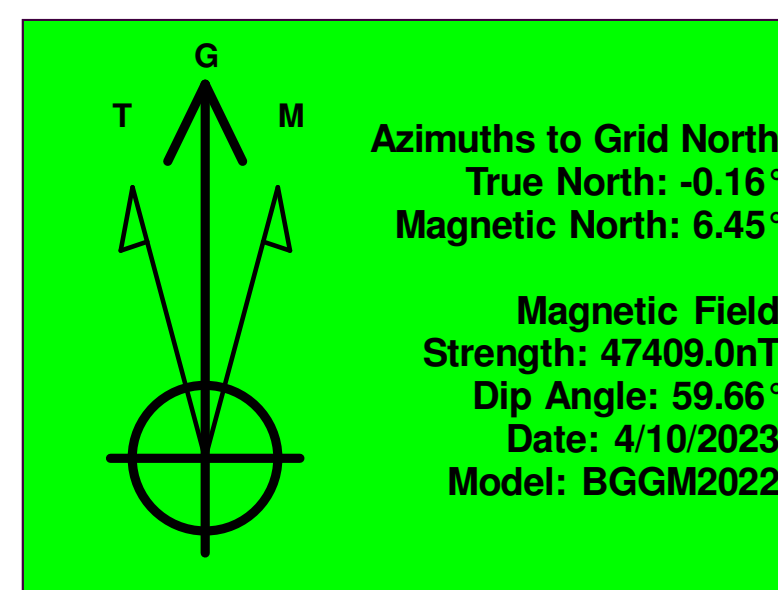 G
T
M
Azimuths to Grid North
True North: -0.16°
Magnetic North: 6.45°
Magnetic Field
Strength: 47409.0nT
Dip Angle: 59.66°
Date: 4/10/2023
Model: BGGM2022